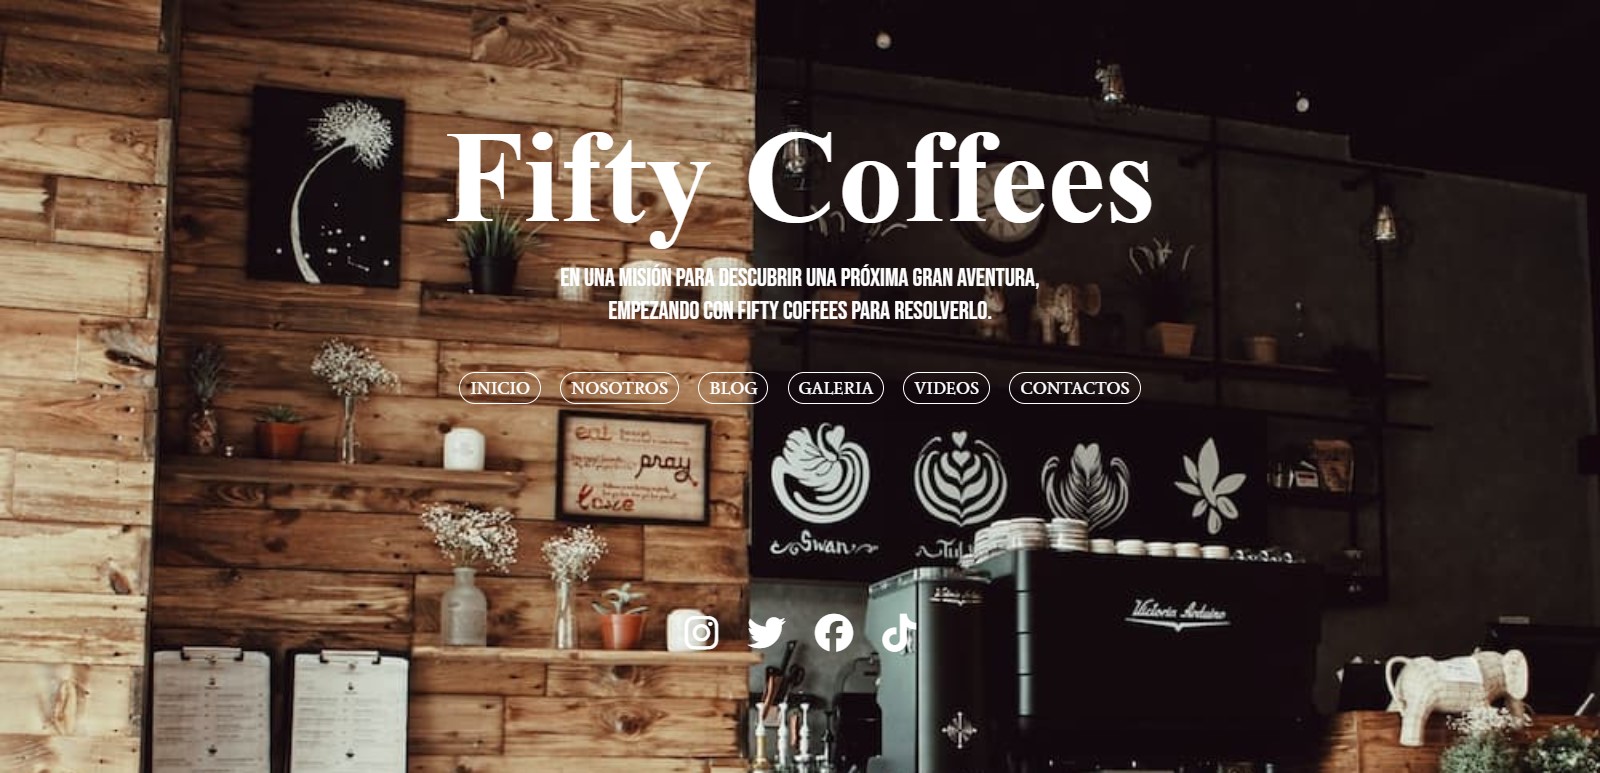 Fifty Coffees
EN UNA MISIÓN PARA DESCUBRIR UNA PRÓXIMA GRAN AVENTURA,
EMPEZANDO CON FIFTY COFFEES PARA RESOLVERLO.
INICIO NOSOTROS BLOG GALERIA VIDEOS CONTACTOS
eat
pray
love
Swan
Victoria Arduino